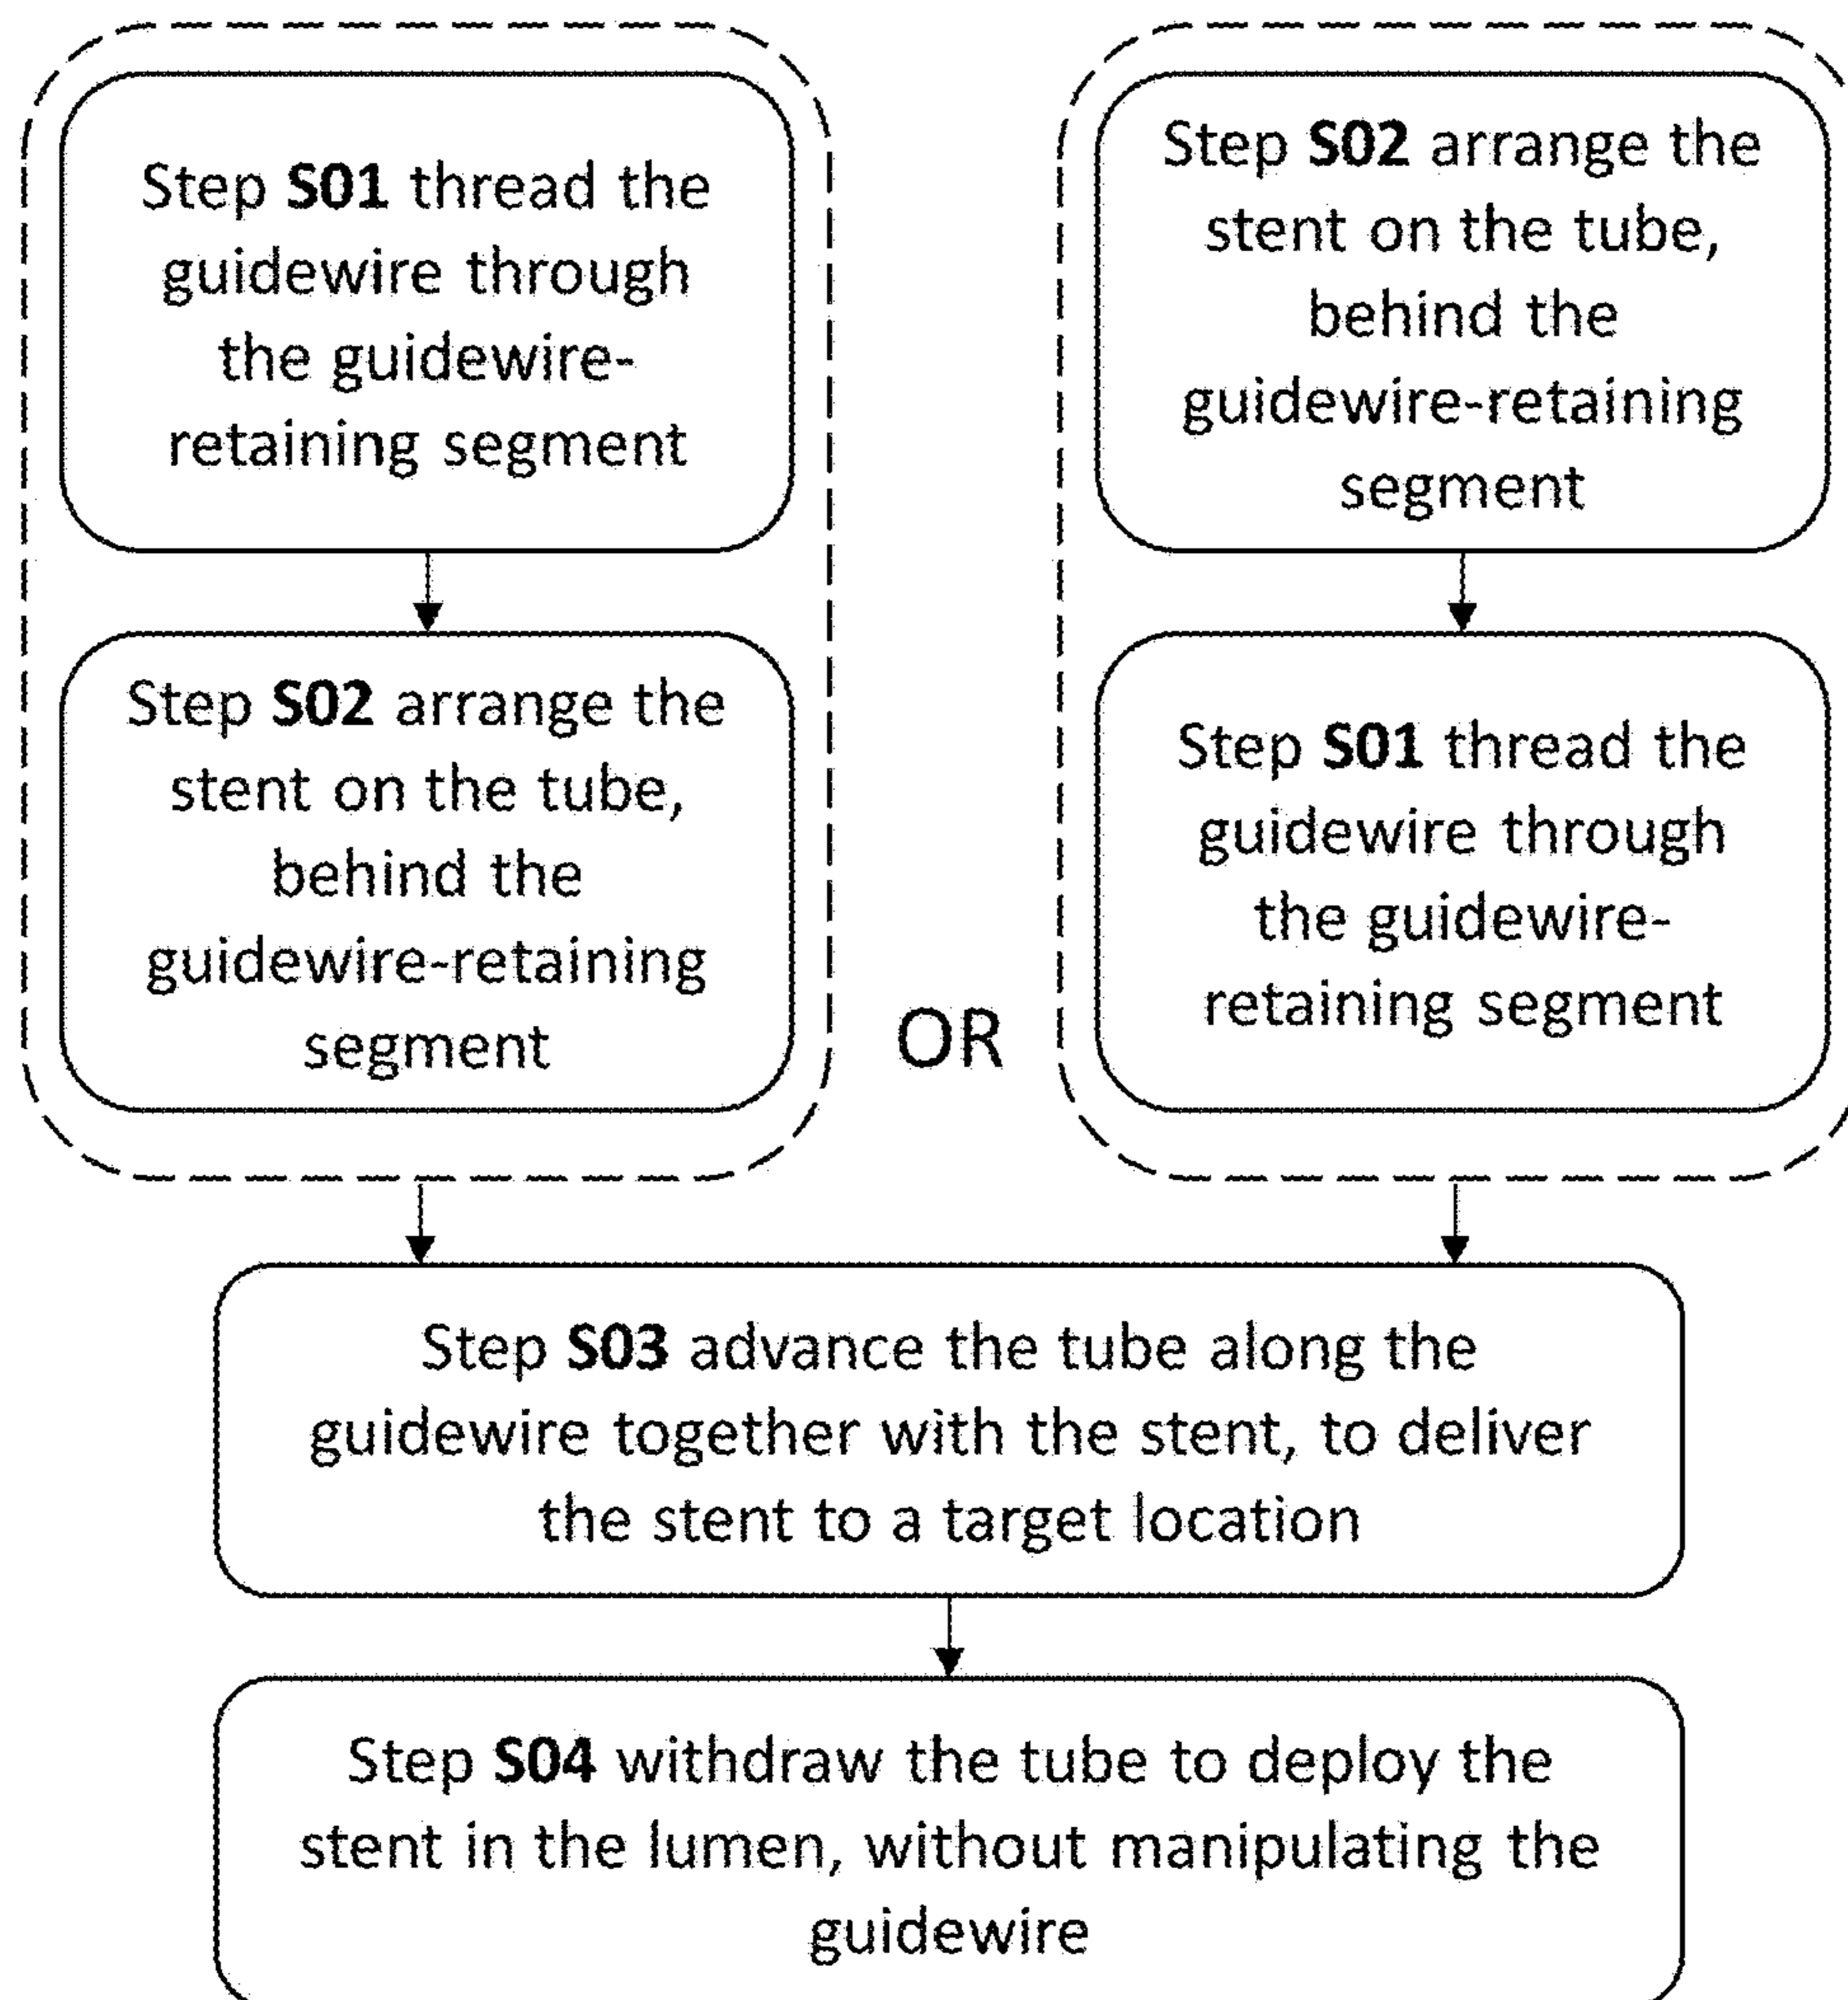 Step S01 thread the
guidewire through
the guidewire-
retaining segment
Step S02 arrange the
stent on the tube,
behind the
guidewire-retaining
segment
OR
Step S02 arrange the
stent on the tube,
behind the
guidewire-retaining
segment
Step S01 thread the
guidewire through
the guidewire-
retaining segment
Step S03 advance the tube along the
guidewire together with the stent, to deliver
the stent to a target location
Step S04 withdraw the tube to deploy the
stent in the lumen, without manipulating the
guidewire